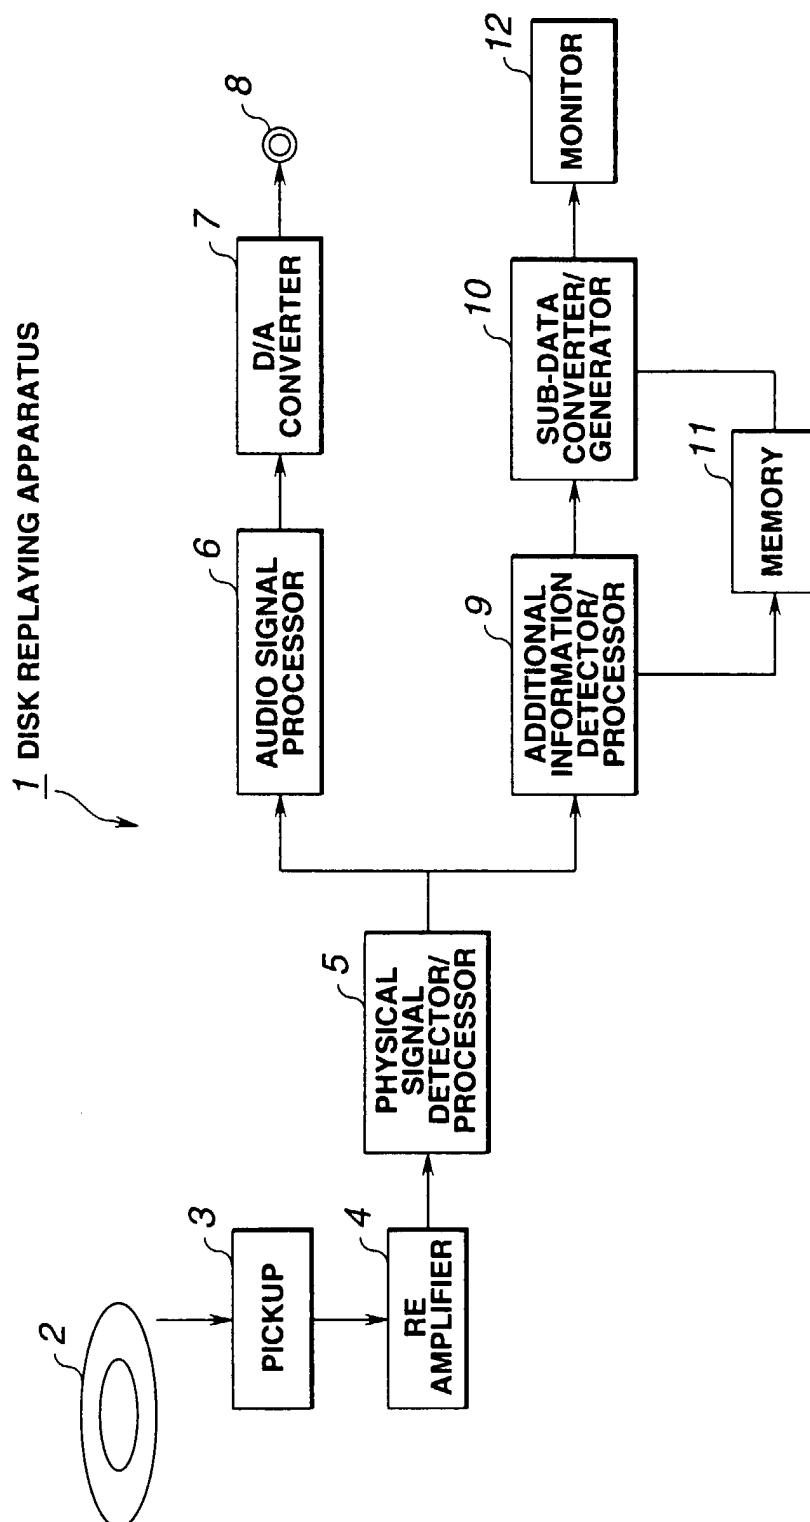 1 DISK REPLAYING APPARATUS
2
3
PICKUP
4
RE
AMPLIFIER
5
PHYSICAL
SIGNAL
DETECTOR/
PROCESSOR
6
AUDIO SIGNAL
PROCESSOR
7
D/A
CONVERTER
8
9
ADDITIONAL
INFORMATION
DETECTOR/
PROCESSOR
10
SUB-DATA
CONVERTER/
GENERATOR
11
MEMORY
12
MONITOR